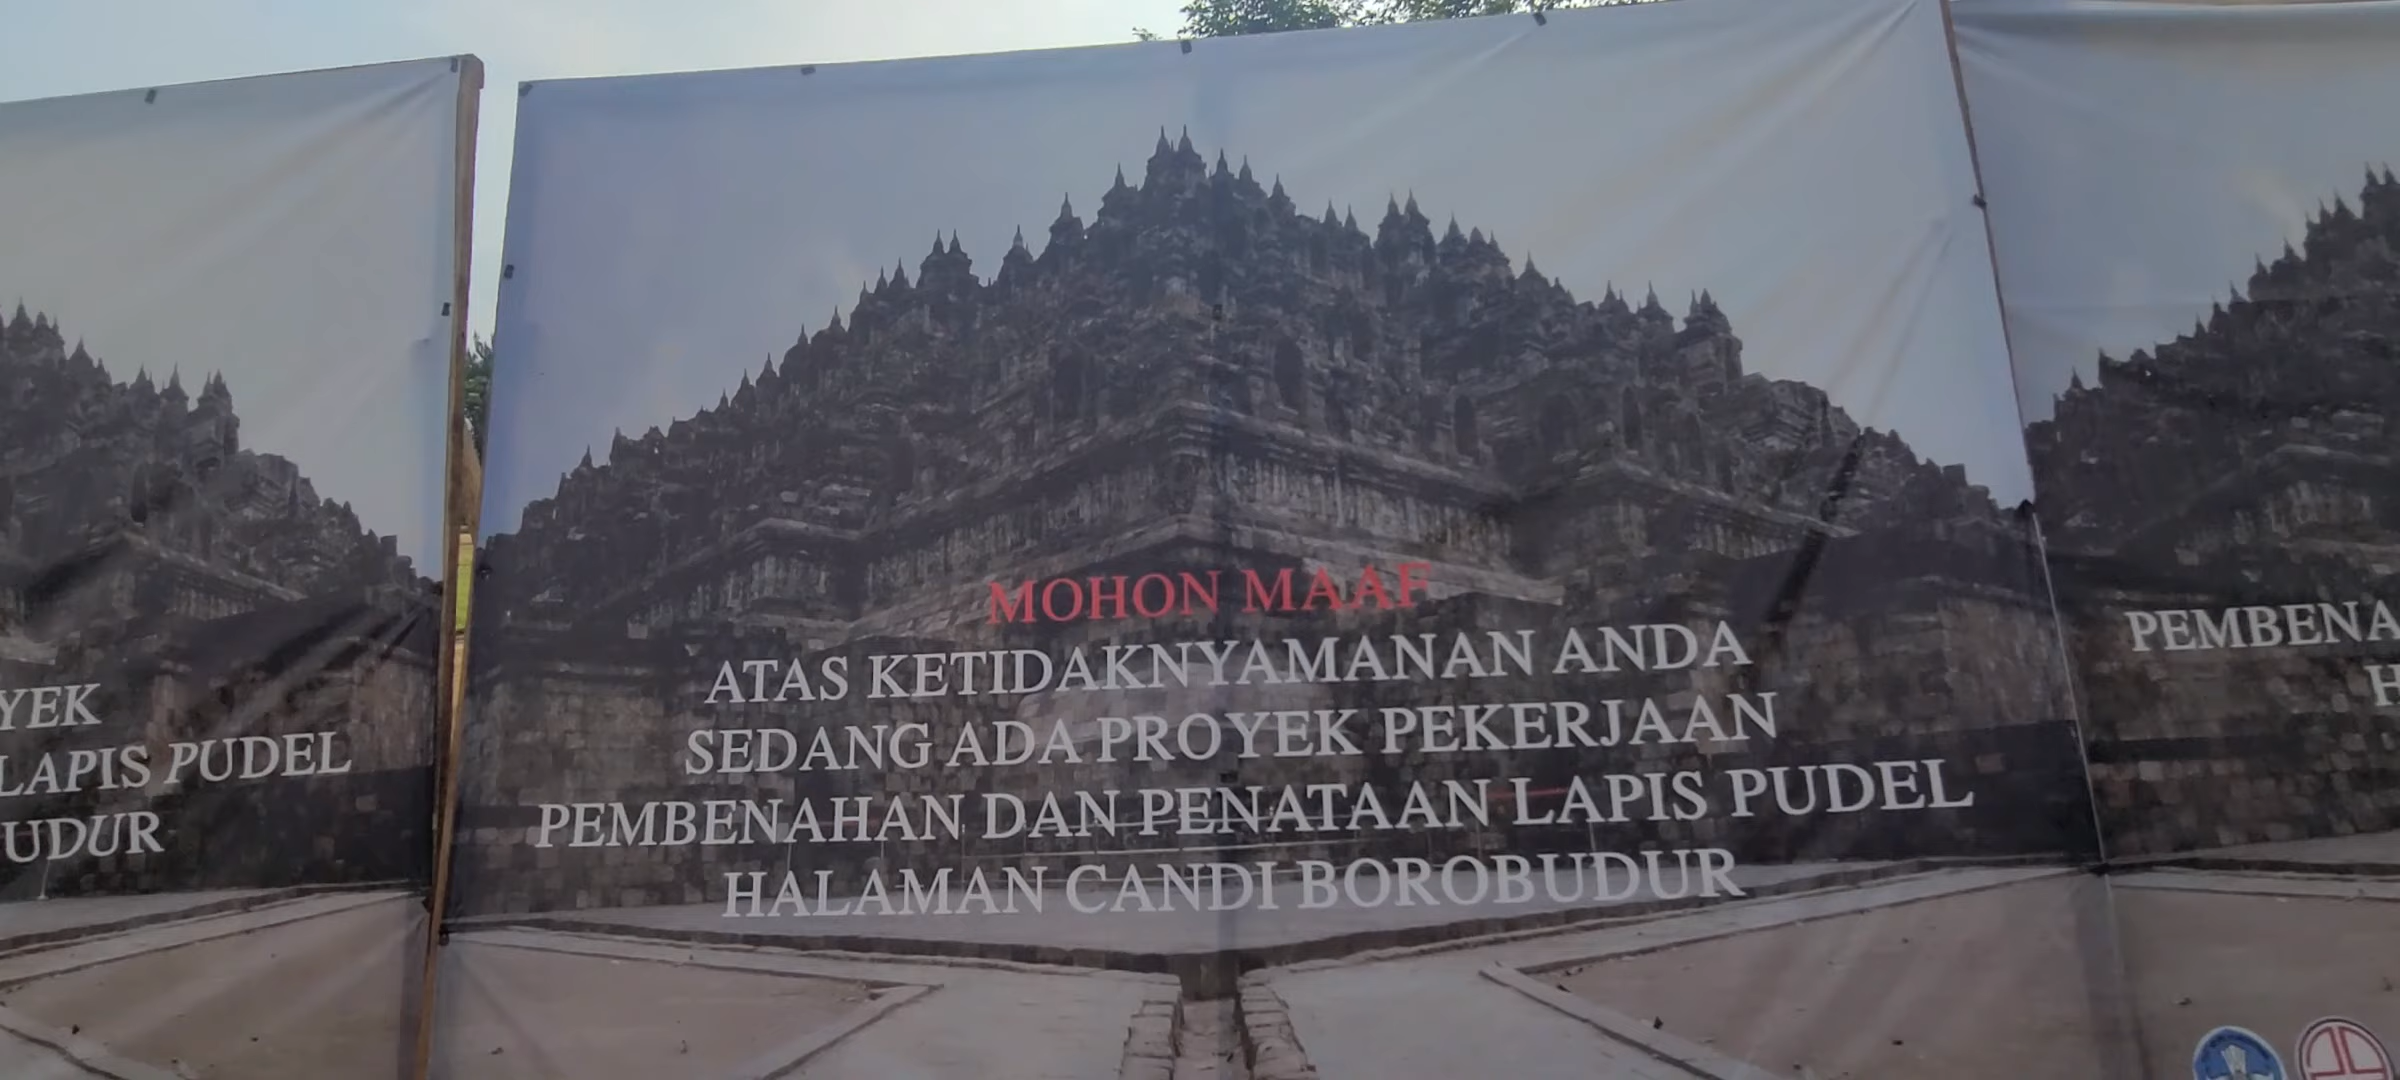 YEK
LAPIS PUDEL
UDUR
MOHON MAAF
ATAS KETIDAKNYAMANAN ANDA
SEDANG ADA PROYEK PEKERJAAN
PEMBENAHAN DAN PENATAAN LAPIS PUDEL
HALAMAN CANDI BOROBUDUR
PEMBENA
H